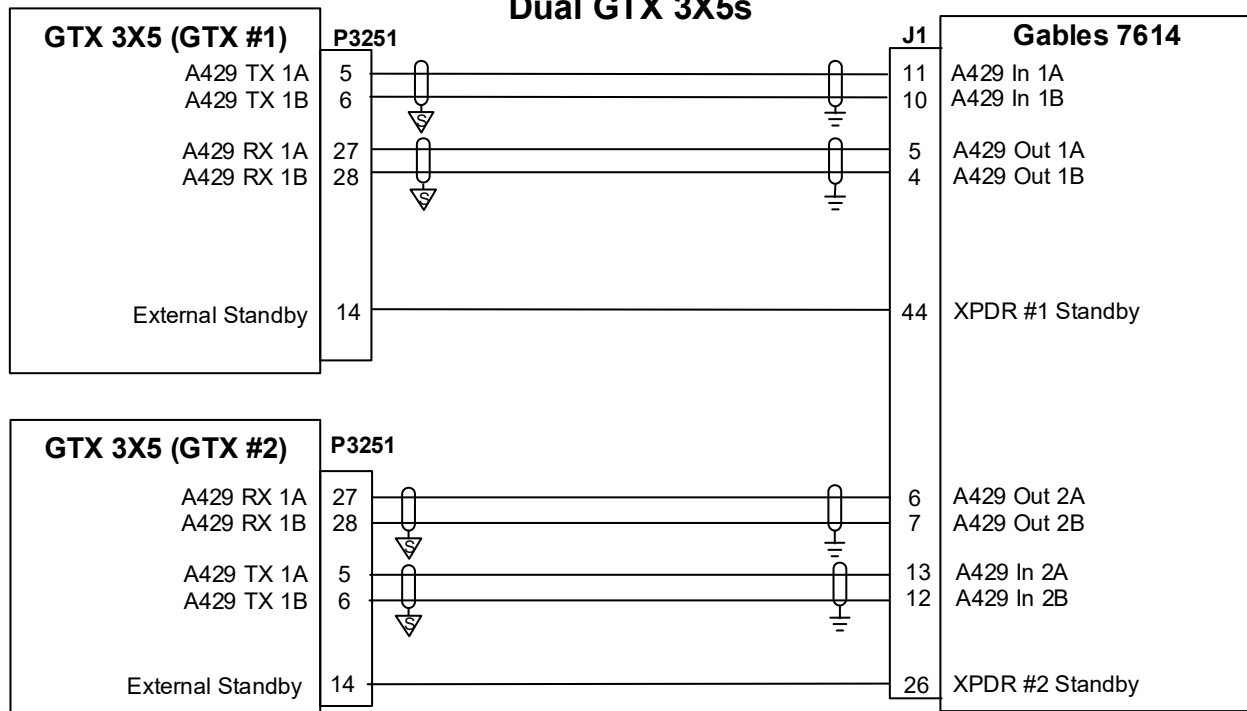 Dual GTX 3X5s
GTX 3X5 (GTX #1) P3251 J1 Gables 7614
A429 TX 1A 5 11 A429 In 1A
A429 TX 1B 6 10 A429 In 1B
S
A429 RX 1A 27 5 A429 Out 1A
A429 RX 1B 28 4 A429 Out 1B
S
External Standby 14 44 XPDR #1 Standby
GTX 3X5 (GTX #2) P3251
A429 RX 1A 27 6 A429 Out 2A
A429 RX 1B 28 7 A429 Out 2B
S
A429 TX 1A 5 13 A429 In 2A
A429 TX 1B 6 12 A429 In 2B
S
External Standby 14 26 XPDR #2 Standby